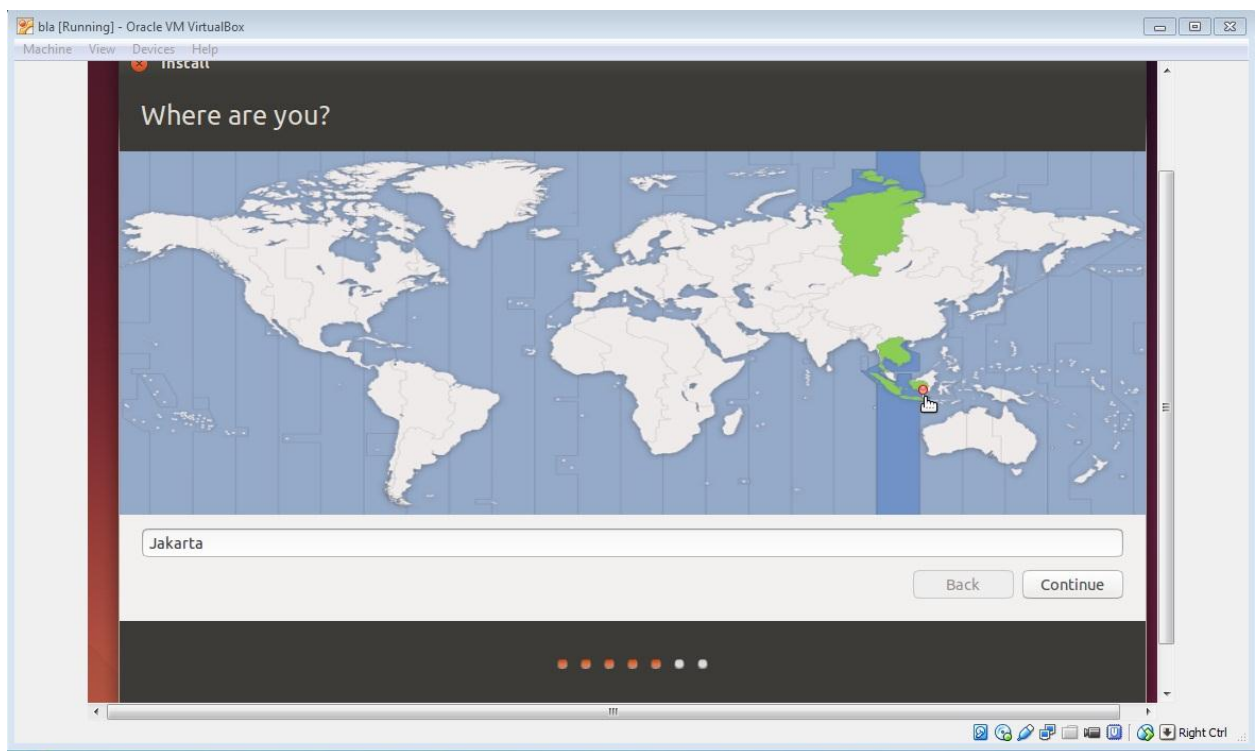 bla [Running] - Oracle VM VirtualBox
Machine View Devices Help
Install
Where are you?
Jakarta
Back Continue
Right Ctrl